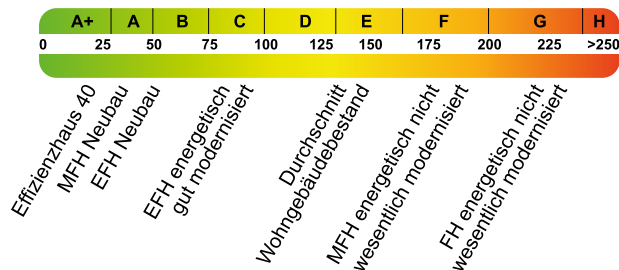 A+ A B C D E F G H
0 25 50 75 100 125 150 175 200 225 >250
Effizienzhaus 40
MFH Neubau
EFH Neubau
EFH energetisch
gut modernisiert
Durchschnitt
Wohngebäudebestand
MFH energetisch nicht
wesentlich modernisiert
FH energetisch nicht
wesentlich modernisiert